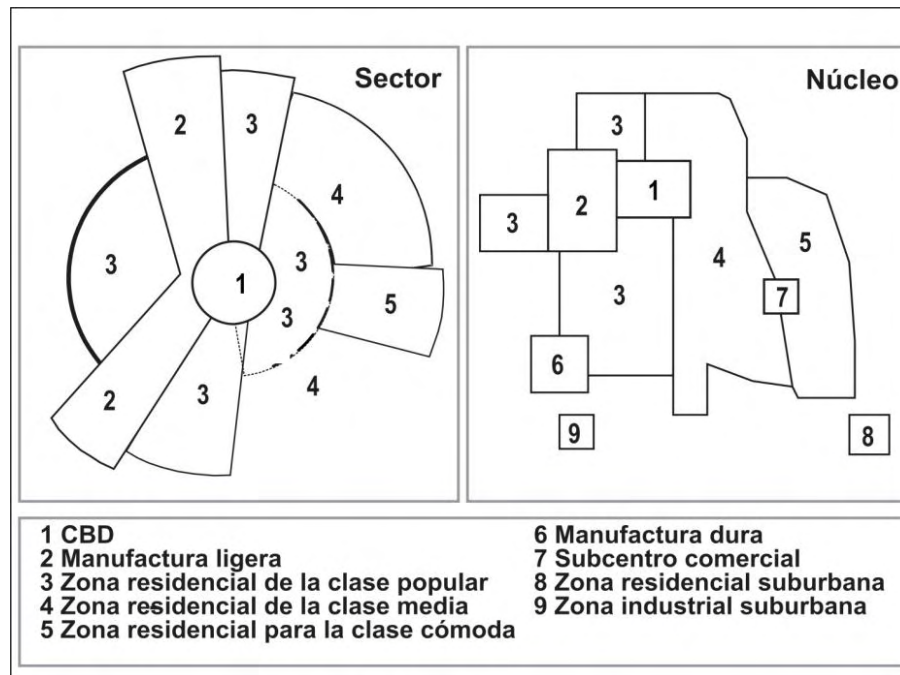 Sector
2
3
4
3
3
1
3
5
4
2
3
Núcleo
3
1
2
3
4
5
3
7
6
9
8
1 CBD
2 Manufactura ligera
3 Zona residencial de la clase popular
4 Zona residencial de la clase media
5 Zona residencial para la clase cómoda
6 Manufactura dura
7 Subcentro comercial
8 Zona residencial suburbana
9 Zona industrial suburbana